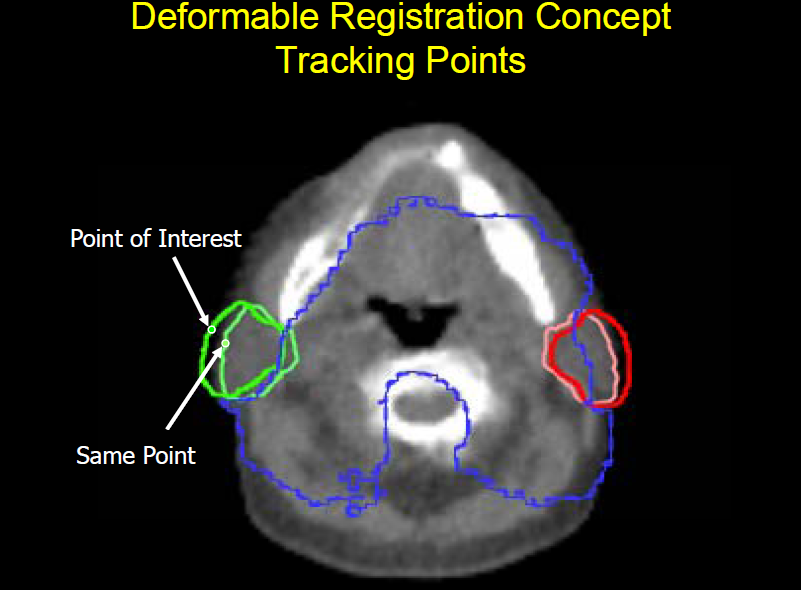 Deformable Registration Concept
Tracking Points
Point of Interest
Same Point